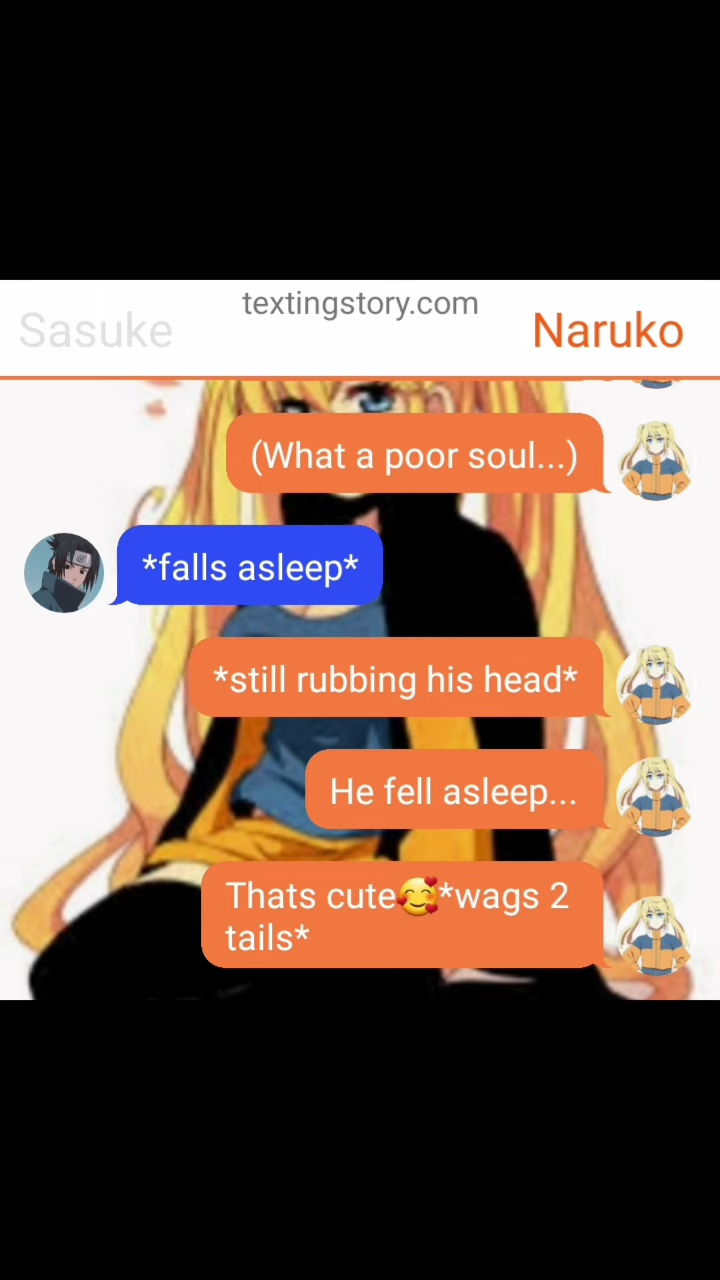 textingstory.com
Sasuke
Naruko
(What a poor soul...)
*falls asleep*
*still rubbing his head*
He fell asleep...
Thats cute🥰*wags 2
tails*